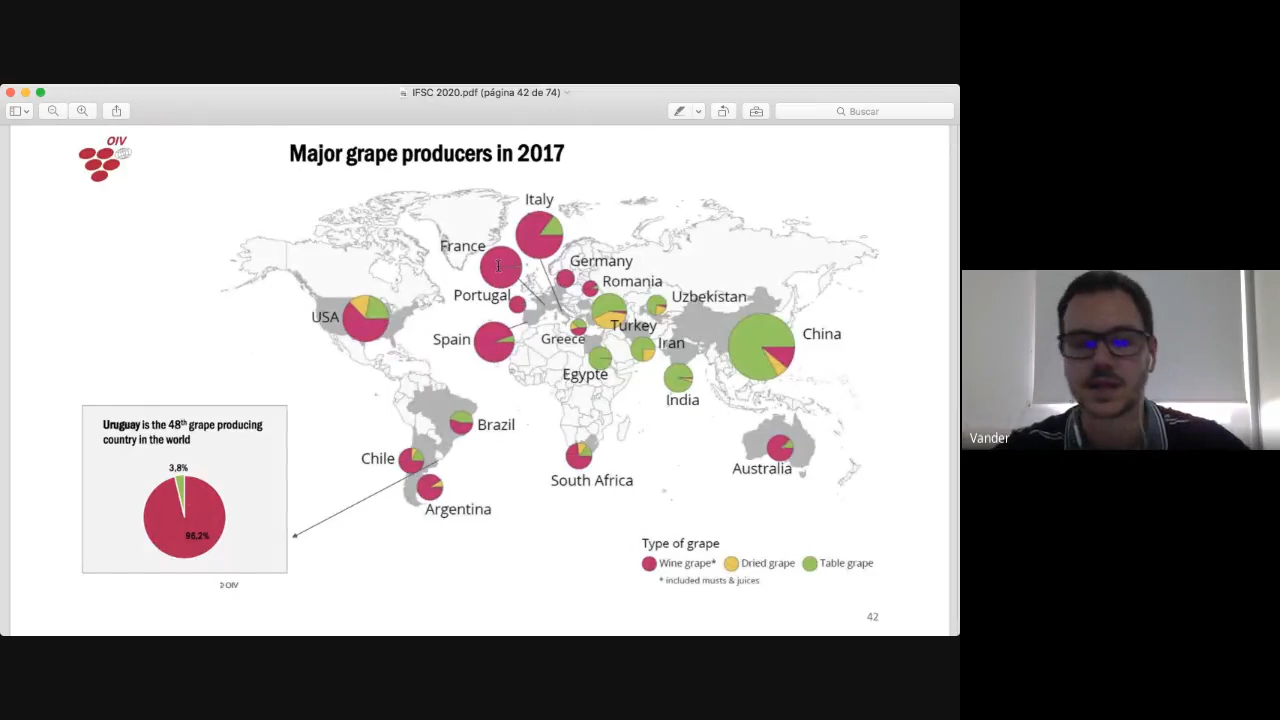 IFSC 2020.pdf (página 42 de 74)
Buscar
OIV
Major grape producers in 2017
Italy
France
Germany
Romania
Portugal
Uzbekistan
USA
Turkey
China
Spain
Greece
Iran
Egypte
India
Brazil
Chile
Australia
South Africa
Argentina
Uruguay is the 48th grape producing
country in the world
3,8%
96,2%
OIV
Type of grape
Wine grape* Dried grape Table grape
* included musts & juices
42
Vander